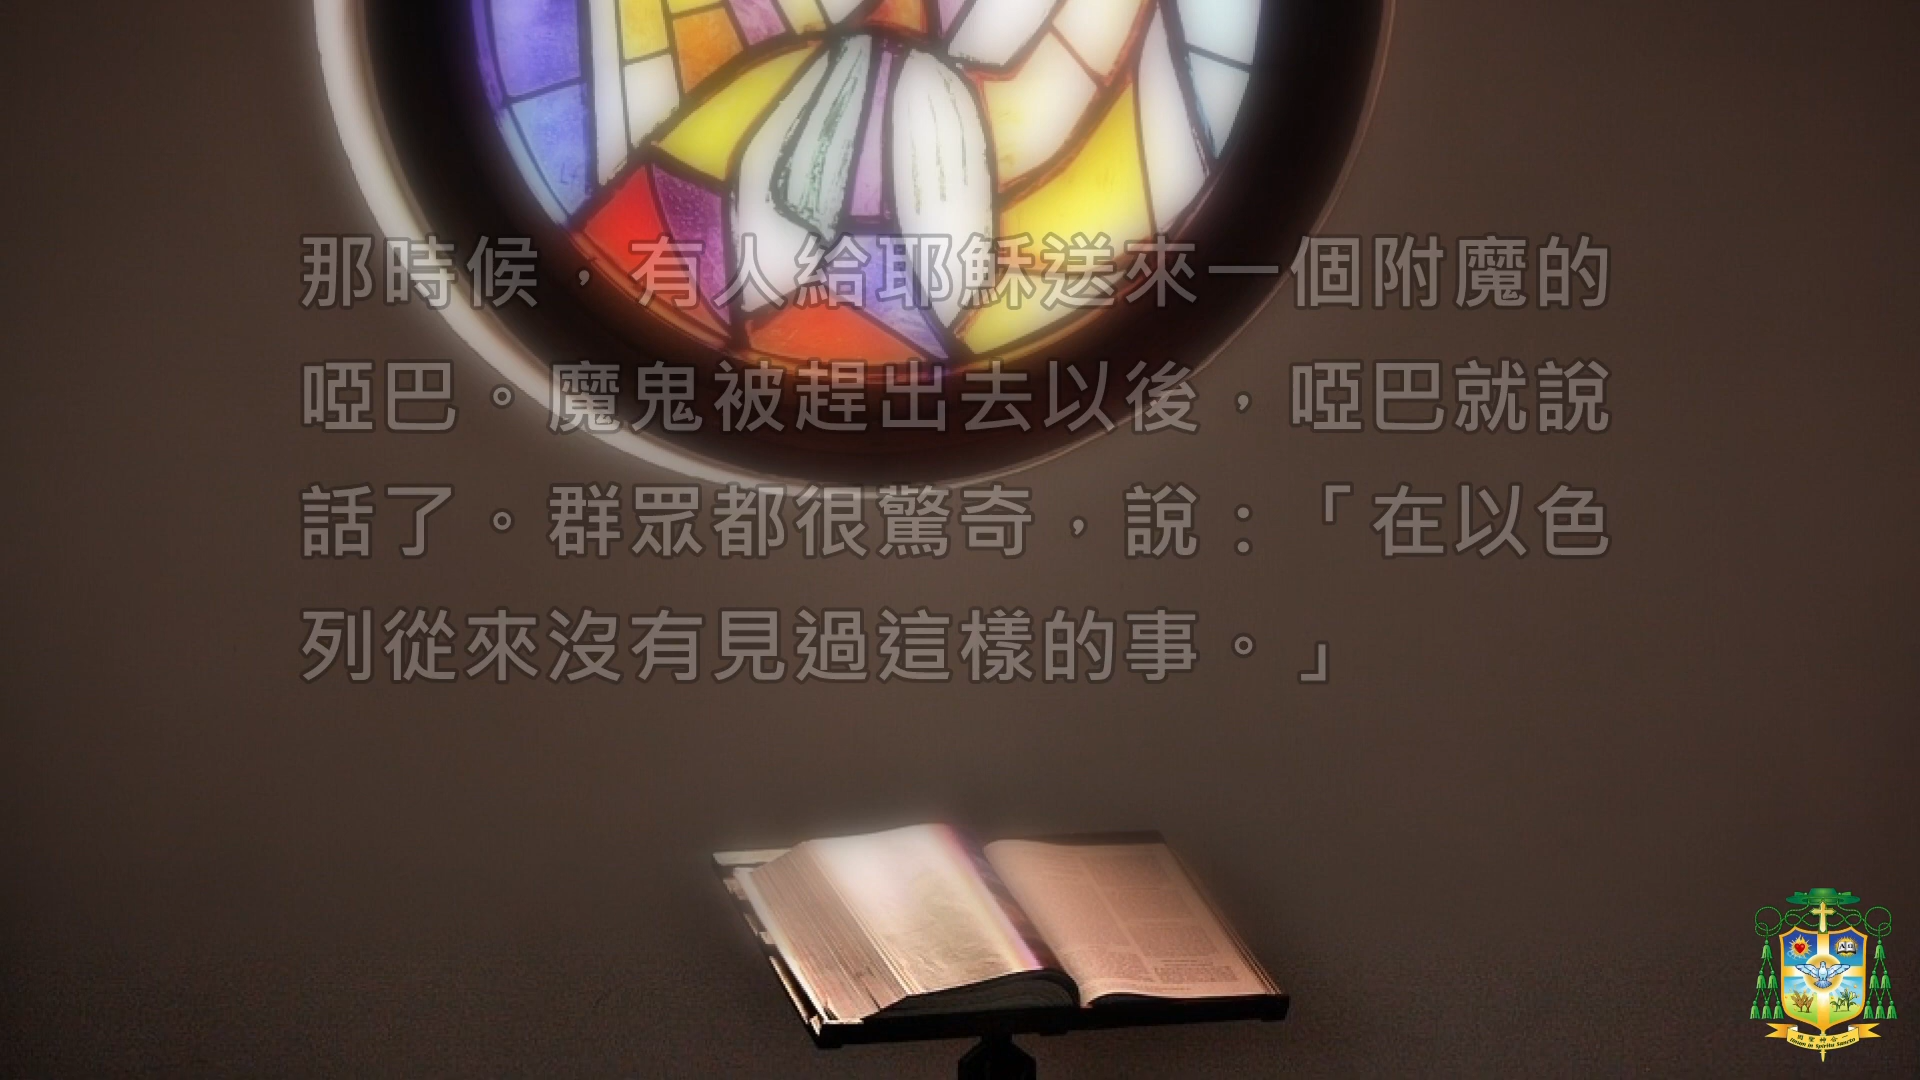 那時候，有人給耶穌送來一個附魔的
啞巴。魔鬼被趕出去以後，啞巴就說
話了。群眾都很驚奇，說：「在以色
列從來沒有見過這樣的事。」